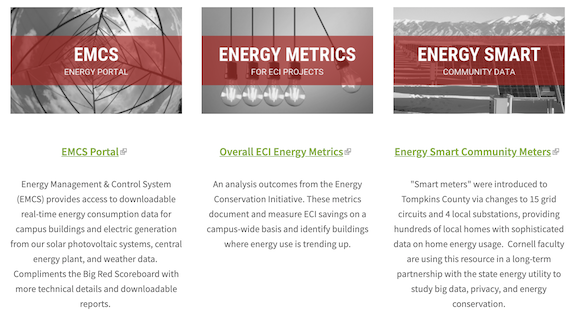 EMCS
ENERGY PORTAL
ENERGY METRICS
FOR ECI PROJECTS
ENERGY SMART
COMMUNITY DATA
EMCS Portal
Energy Management & Control System
(EMCS) provides access to downloadable
real-time energy consumption data for
campus buildings and electric generation
from our solar photovoltaic systems, central
energy plant, and weather data.
Compliments the Big Red Scoreboard with
more technical details and downloadable
reports.
Overall ECI Energy Metrics
An analysis outcomes from the Energy
Conservation Initiative. These metrics
document and measure ECI savings on a
campus-wide basis and identify buildings
where energy use is trending up.
Energy Smart Community Meters
"Smart meters" were introduced to
Tompkins County via changes to 15 grid
circuits and 4 local substations, providing
hundreds of local homes with sophisticated
data on home energy usage. Cornell faculty
are using this resource in a long-term
partnership with the state energy utility to
study big data, privacy, and energy
conservation.